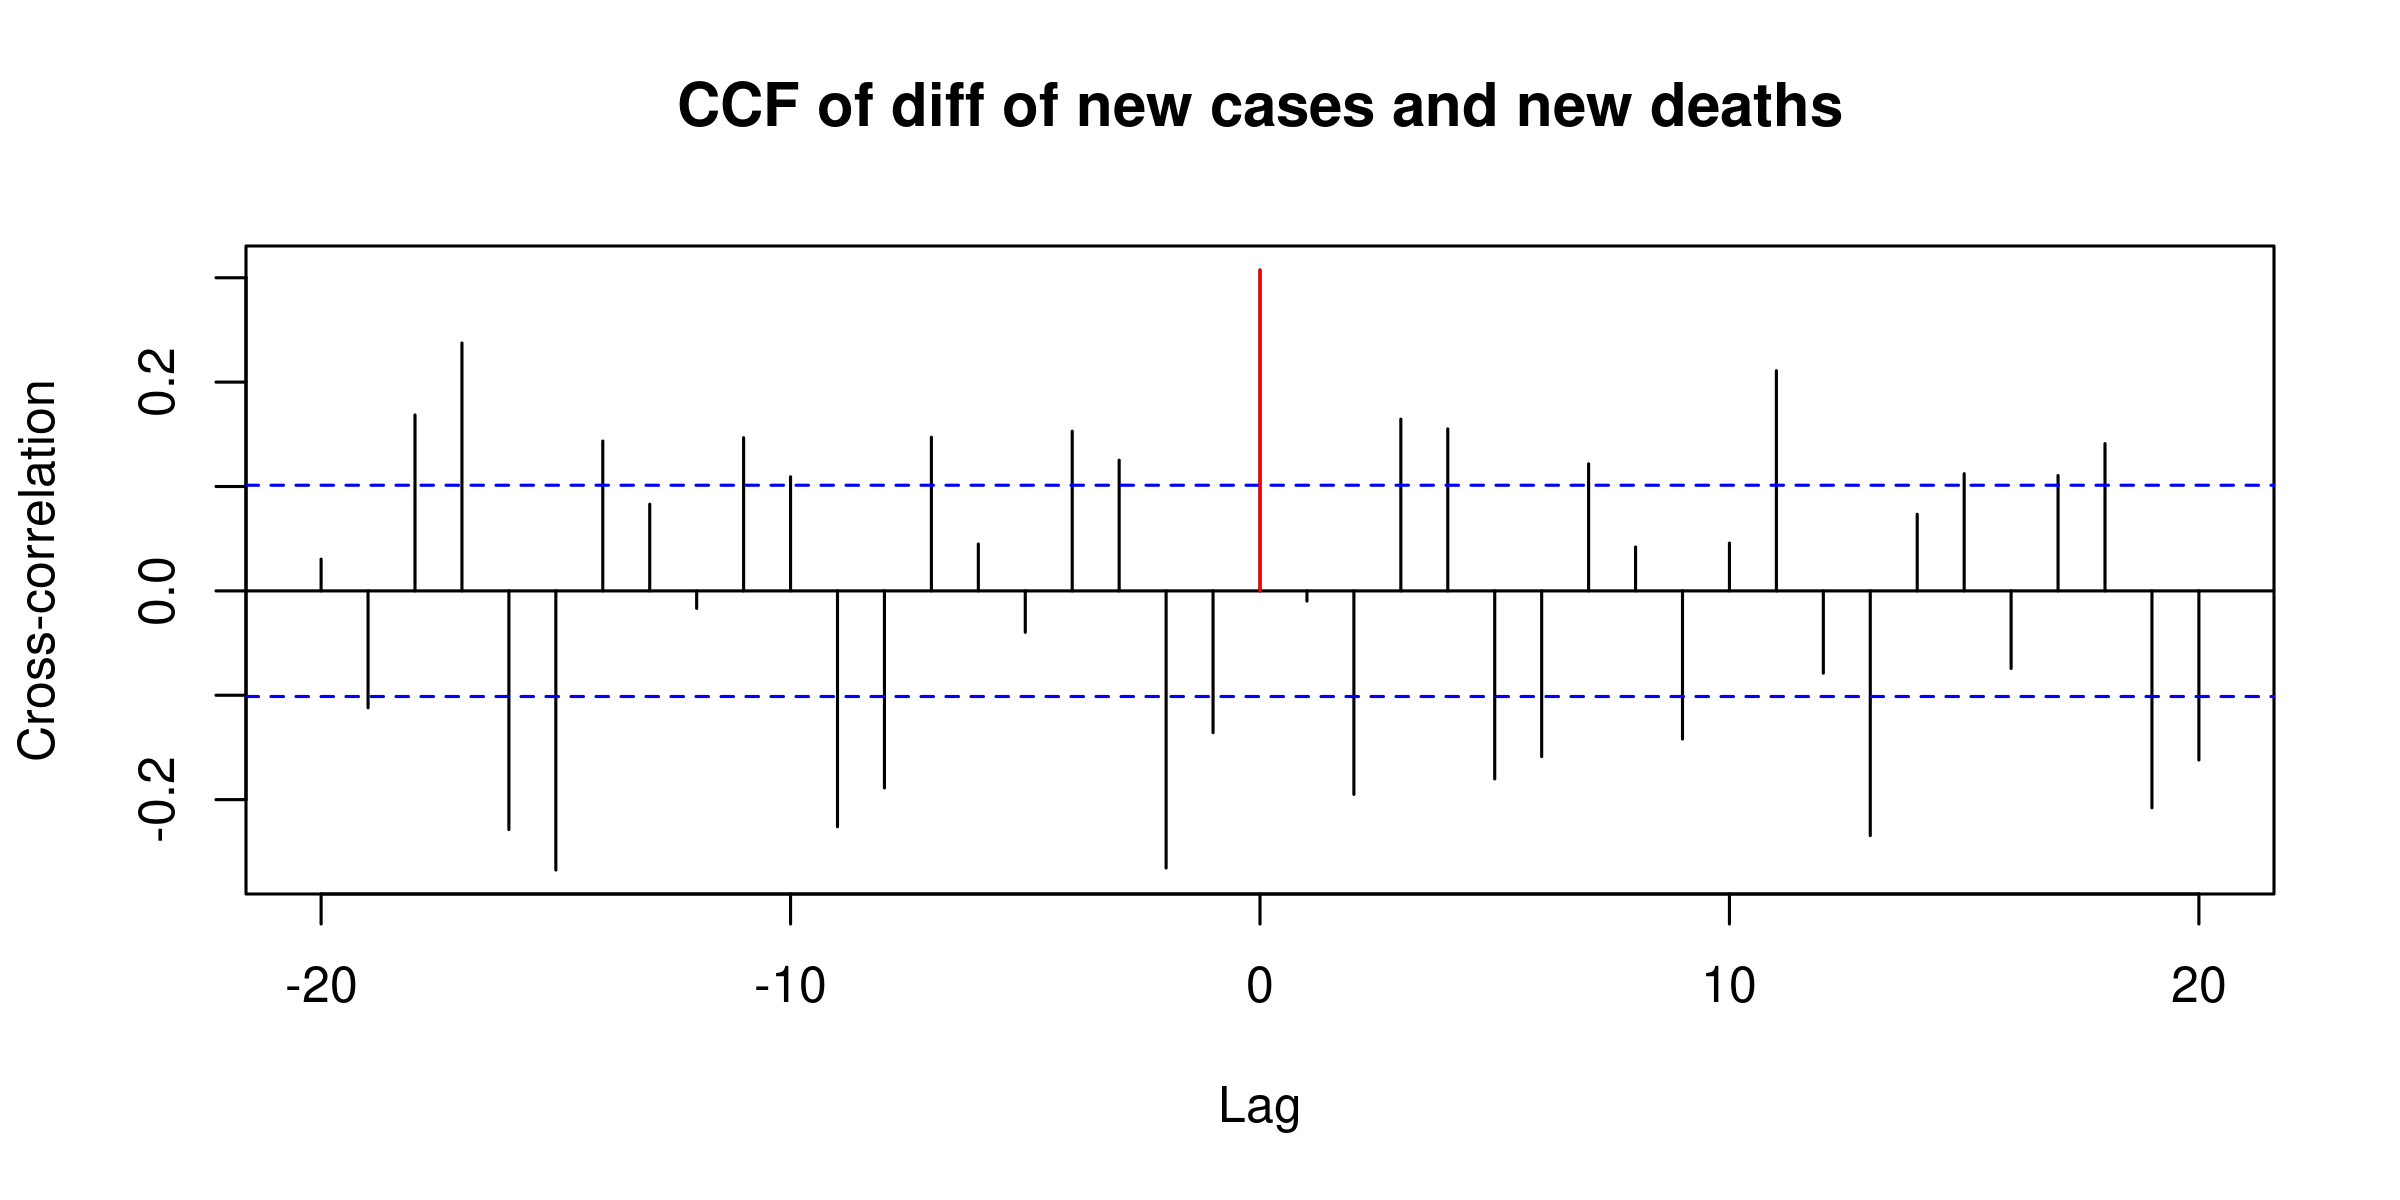 CCF of diff of new cases and new deaths
Cross-correlation
0.2
0.0
-0.2
-20 -10 0 10 20
Lag